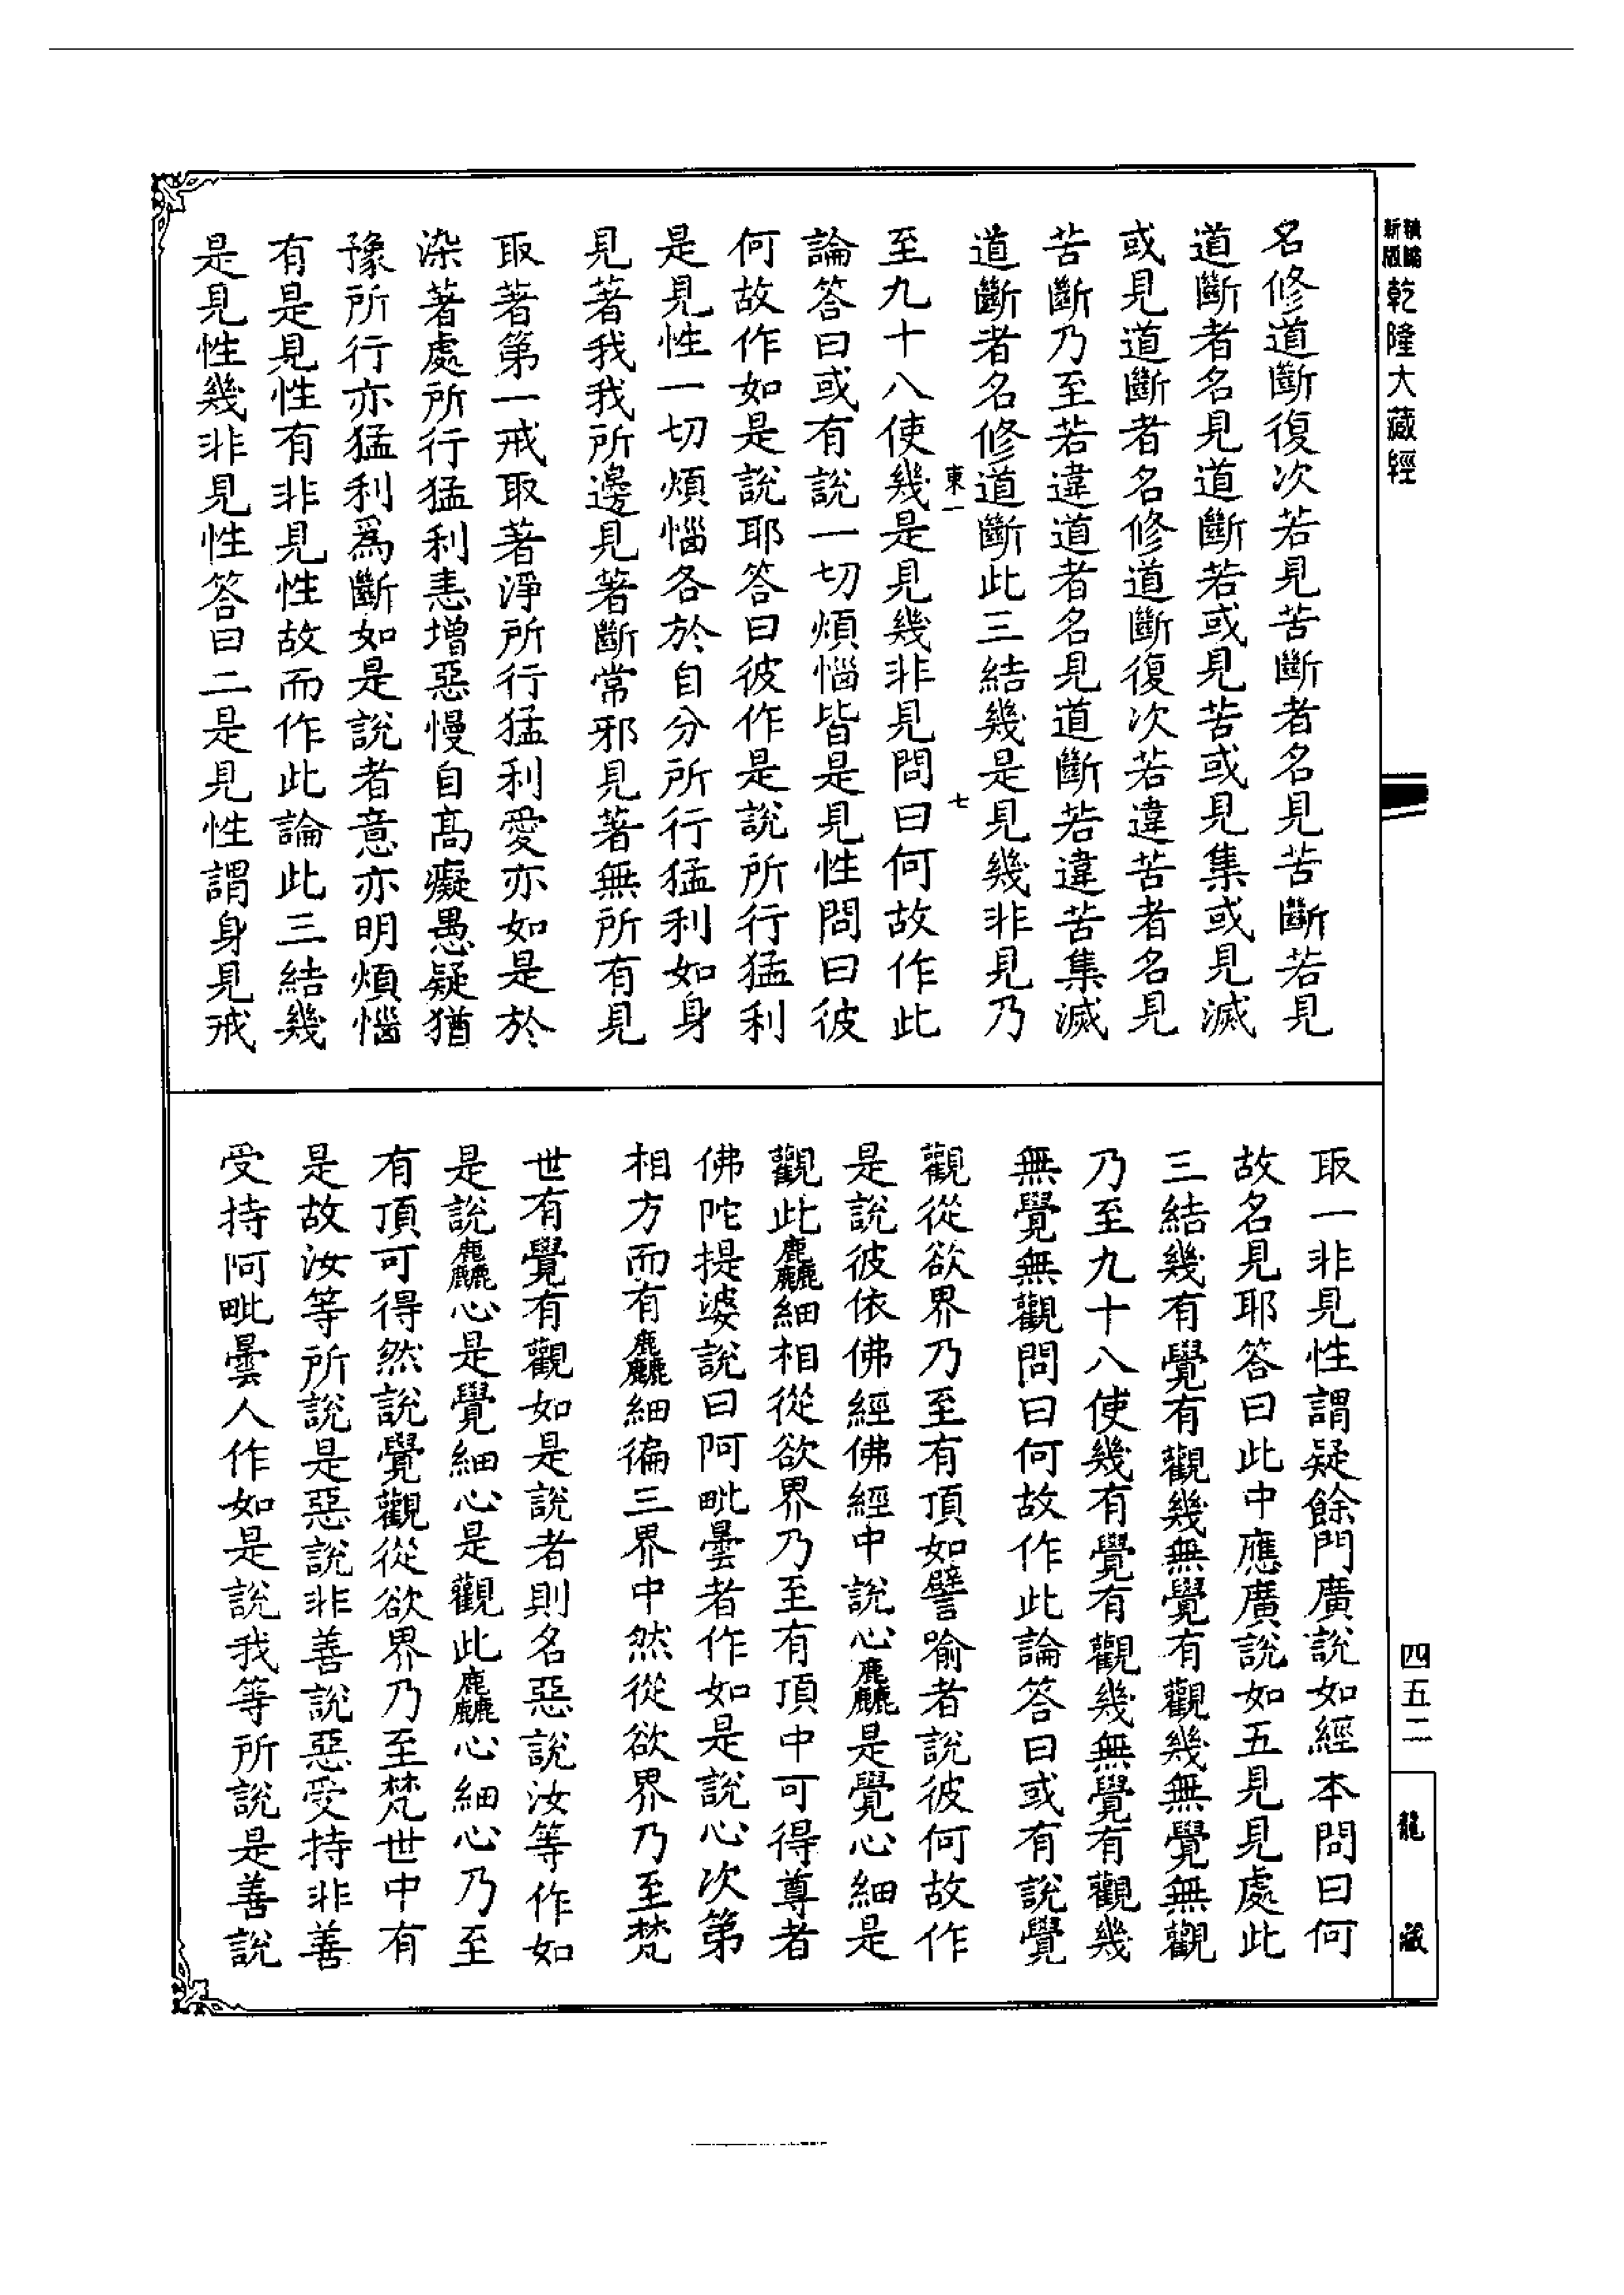 新版
乾隆大藏經
名修道斷復次若見苦斷者名見苦斷若見
道斷者名見道斷若或見苦或見集或見滅
或見道斷者名修道斷復次若違苦者名見
苦斷乃至若違道者名見道斷若違苦集滅
道斷者名修道斷此三結幾是見幾非見乃
東一
七
至九十八使幾是見幾非見問曰何故作此
論答曰或有說一切煩惱皆是見性問曰彼
何故作如是說耶答曰彼作是說所行猛利
是見性一切煩惱各於自分所行猛利如身
見著我我所邊見著斷常邪見著無所有見
取著第一戒取著淨所行猛利愛亦如是於
染著處所行猛利恚增惡慢自高癡愚疑猶
豫所行亦猛利爲斷如是說者意亦明煩惱
有是見性有非見性故而作此論此三結幾
是見性幾非見性答曰二是見性謂身見戒
取一非見性謂疑餘門廣說如經本問曰何
故名見耶答曰此中應廣說如五見見處此
三結幾有覺有觀幾無覺有觀幾無覺無觀
乃至九十八使幾有覺有觀幾無覺有觀幾
無覺無觀問曰何故作此論答曰或有說覺
觀從欲界乃至有頂如譬喻者說彼何故作
是說彼依佛經佛經中說心麤是覺心細是
觀此麤細相從欲界乃至有頂中可得尊者
佛陀提婆說曰阿毗曇者作如是說心次第
相方而有麤細徧三界中然從欲界乃至梵
世有覺有觀如是說者則名惡說汝等作如
是說麤心是覺細心是觀此麤心細心乃至
有頂可得然說覺觀從欲界乃至梵世中有
是故汝等所說是惡說非善說惡受持非善
受持阿毗曇人作如是說我等所說是善說
四五二
龍藏